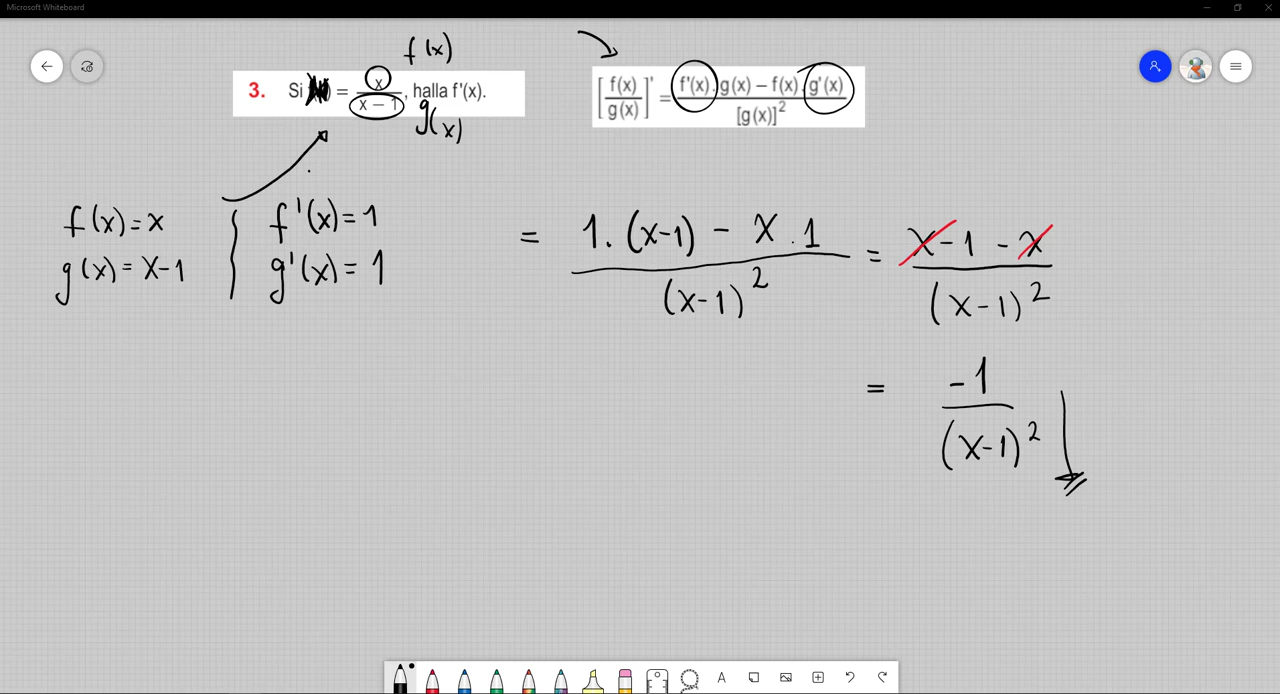 Microsoft Whiteboard
f(x)
3. Si = x / x − 1, halla f'(x).
g(x)
[f(x) / g(x)]' = f'(x).g(x) − f(x).g'(x) / [g(x)]²
f(x) = x
g(x) = x-1
f'(x) = 1
g'(x) = 1
= 1.(x-1) - x.1 / (x-1)² = x-1-x / (x-1)²
= -1 / (x-1)²
A